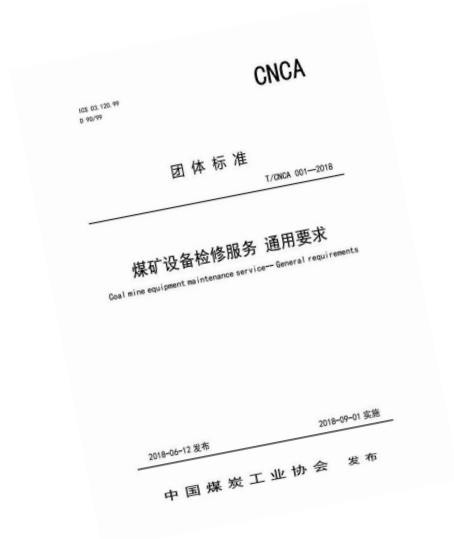 CNCA
ICS 03.120.99
D 90/99
团体标准
T/CNCA 001—2018
煤矿设备检修服务 通用要求
Coal mine equipment maintenance service— General requirements
2018-06-12 发布
2018-09-01 实施
中国煤炭工业协会 发布